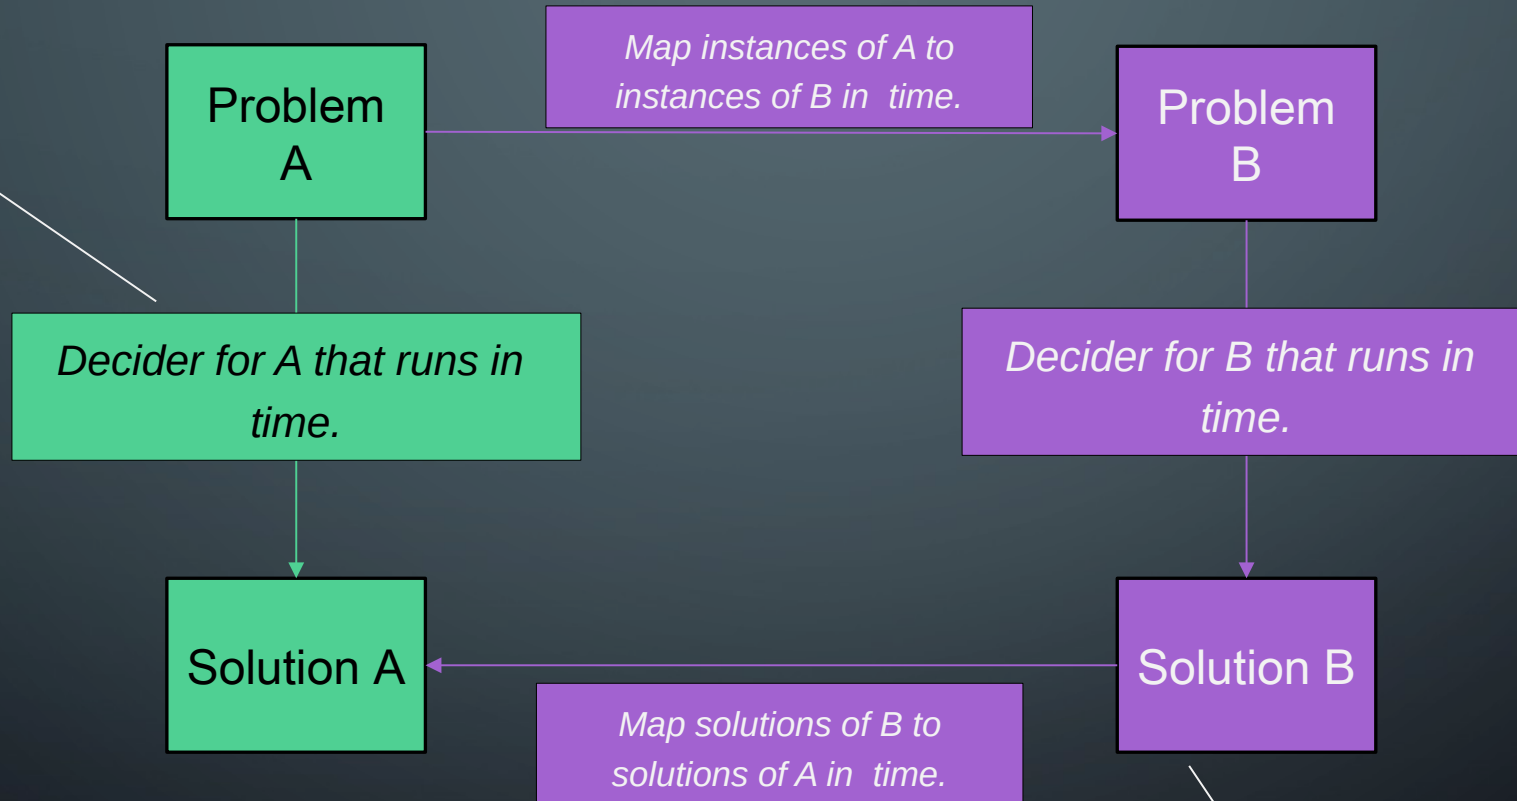 Map instances of A to
instances of B in  time.
Problem
A
Problem
B
Decider for A that runs in
time.
Decider for B that runs in
time.
Solution A
Solution B
Map solutions of B to
solutions of A in  time.